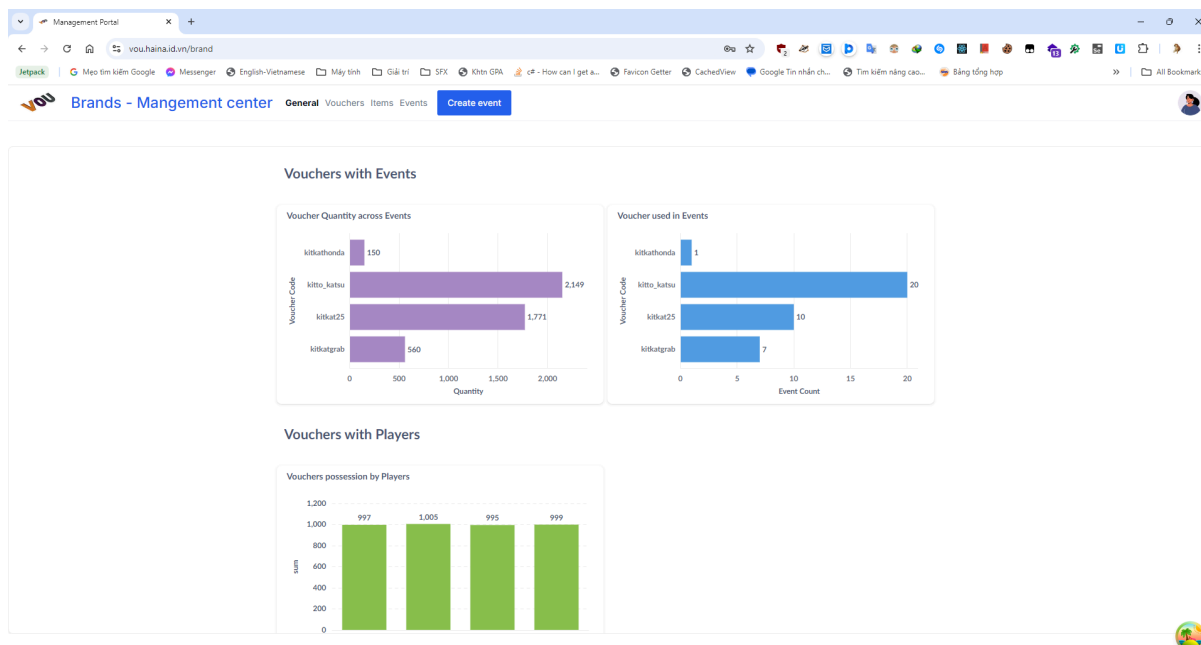 Management Portal
vou.haina.id.vn/brand
Jetpack Mẹo tìm kiếm Google Messenger English-Vietnamese Máy tính Giải trí SFX Khtn GPA c# - How can I get a... Favicon Getter CachedView Google Tin nhắn ch... Tìm kiếm nâng cao... Bảng tổng hợp » All Bookmark
VOU Brands - Mangement center General Vouchers Items Events Create event
Vouchers with Events
Voucher Quantity across Events
Voucher Code
kitkathonda 150
kitto_katsu 2,149
kitkat25 1,771
kitkatgrab 560
0 500 1,000 1,500 2,000
Quantity
Voucher used in Events
Voucher Code
kitkathonda 1
kitto_katsu 20
kitkat25 10
kitkatgrab 7
0 5 10 15 20
Event Count
Vouchers with Players
Vouchers possession by Players
1,200
1,000
800
600
400
200
0
sum
997 1,005 995 999